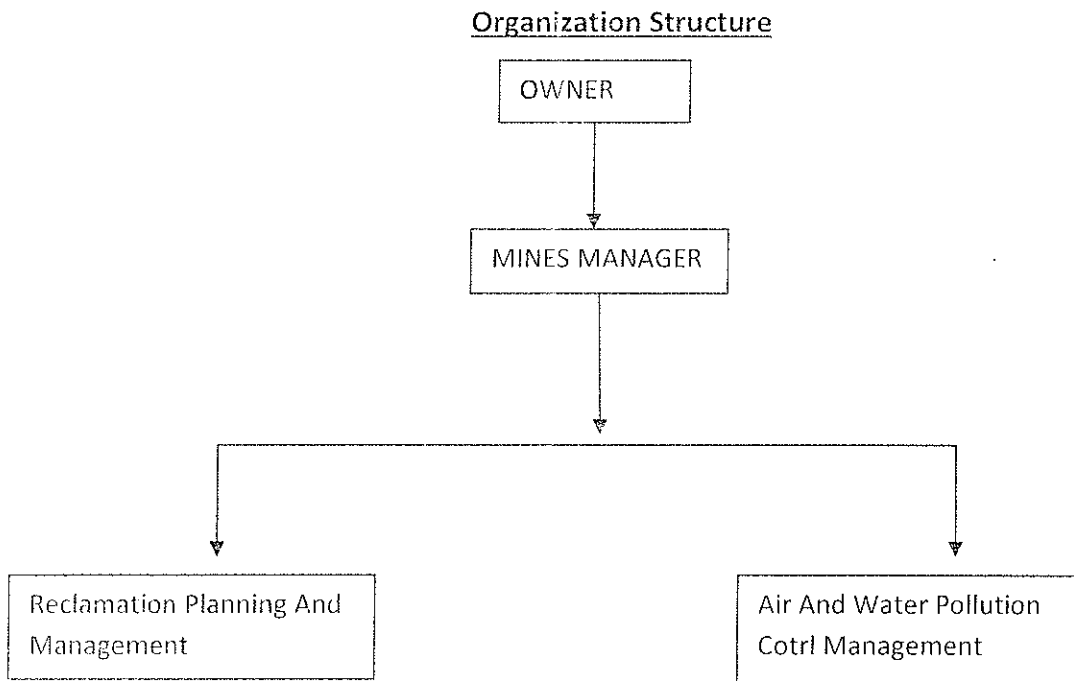 Organization Structure
OWNER
MINES MANAGER
Reclamation Planning And
Management
Air And Water Pollution
Cotrl Management